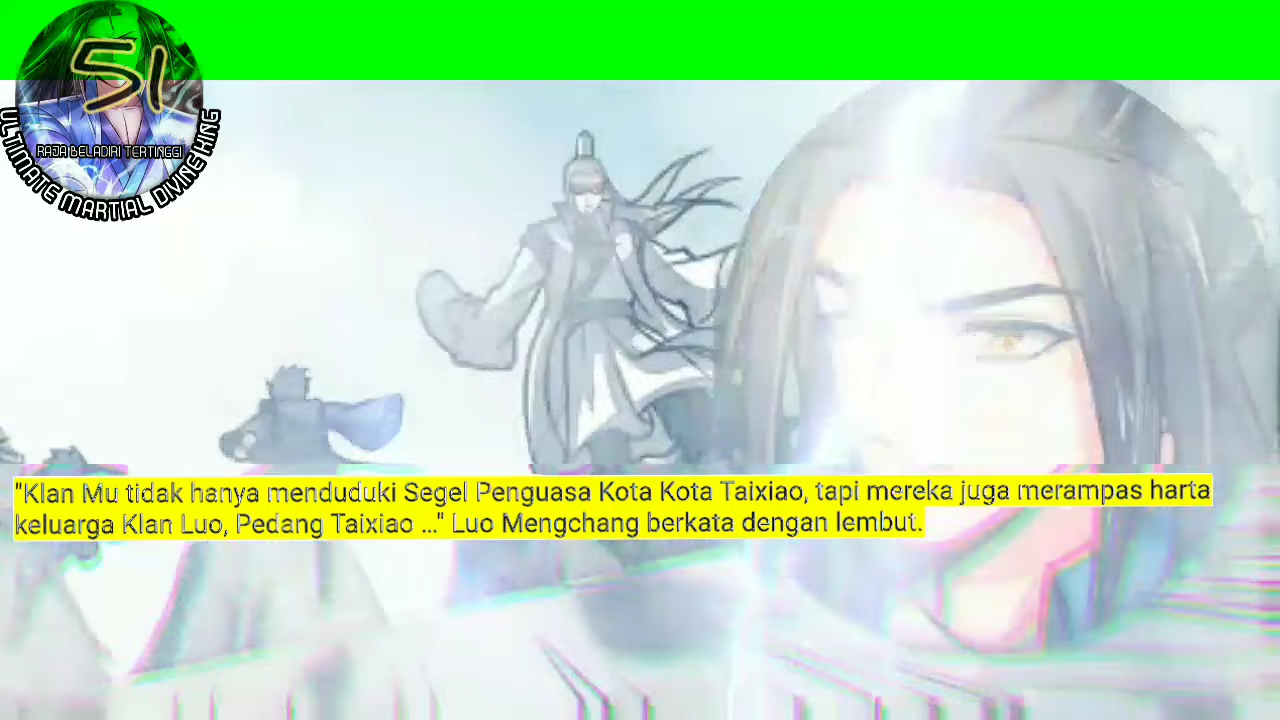 51
RAJA BELADIRI TERTINGGI
ULTIMATE MARTIAL DIVINE KING
"Klan Mu tidak hanya menduduki Segel Penguasa Kota Kota Taixiao, tapi mereka juga merampas harta
keluarga Klan Luo, Pedang Taixiao ..." Luo Mengchang berkata dengan lembut.